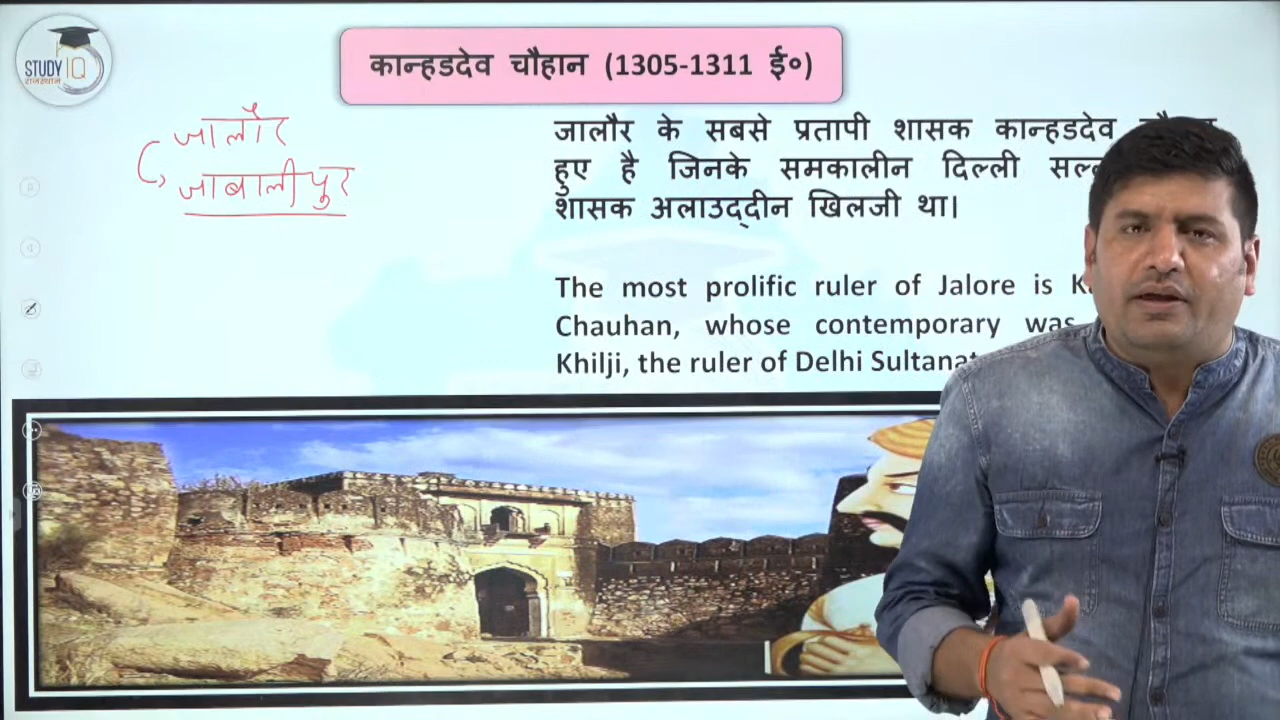 STUDY IQ
राजस्थान
कान्हडदेव चौहान (1305-1311 ई०)
जालौर
जाबालीपुर
जालौर के सबसे प्रतापी शासक कान्हडदेव
हुए है जिनके समकालीन दिल्ली
शासक अलाउद्दीन खिलजी था।
The most prolific ruler of Jalore is
Chauhan, whose contemporary was
Khilji, the ruler of Delhi